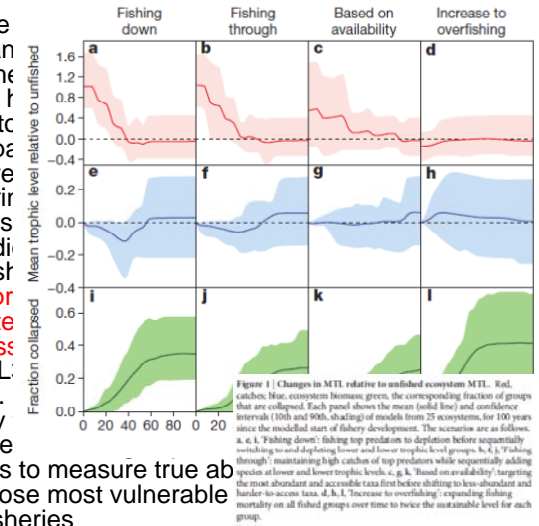 Fishing down
Fishing through
Based on availability
Increase to overfishing
Mean trophic level relative to unfished
a
b
c
d
1.6
1.2
0.8
0.4
0.0
−0.4
e
f
g
h
0.2
0.0
−0.2
−0.4
Fraction collapsed
i
j
k
l
0.6
0.4
0.2
0.0
0 20 40 60 80
0 20
s to measure true ab
ose most vulnerable
sheries
Figure 1 | Changes in MTL relative to unfished ecosystem MTL. Red,
catches; blue, ecosystem biomass; green, the corresponding fraction of groups
that are collapsed. Each panel shows the mean (solid line) and confidence
intervals (10th and 90th, shading) of models from 25 ecosystems, for 100 years
since the modelled start of fishery development. The scenarios are as follows.
a, e, i, 'Fishing down': fishing top predators to depletion before sequentially
switching to and depleting lower and lower trophic level groups. b, f, j, 'Fishing
through': maintaining high catches of top predators while sequentially adding
species at lower and lower trophic levels. c, g, k, 'Based on availability': targeting
the most abundant and accessible taxa first before shifting to less-abundant and
harder-to-access taxa. d, h, l, 'Increase to overfishing': expanding fishing
mortality on all fished groups over time to twice the sustainable level for each
group.